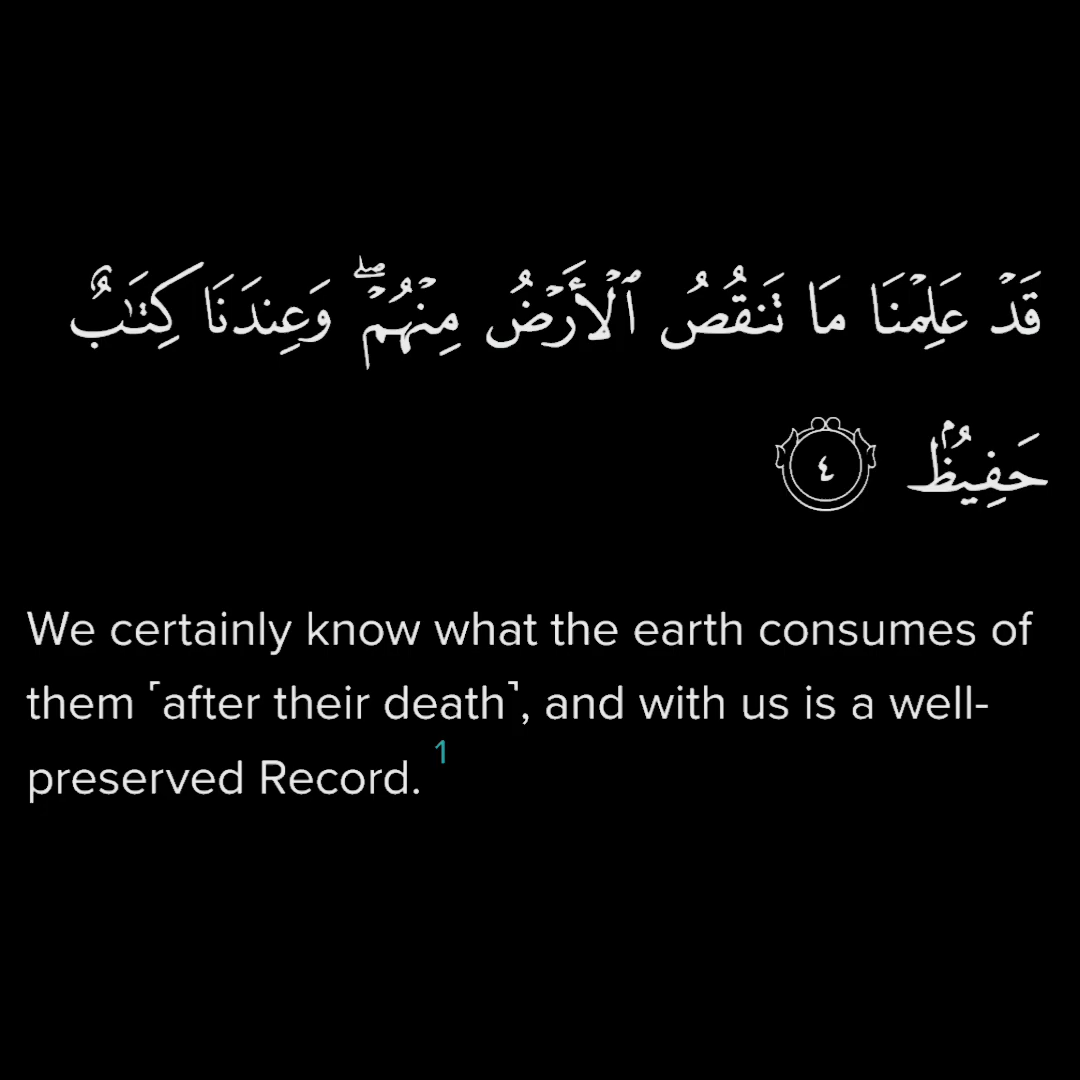 قَدْ عَلِمْنَا مَا تَنقُصُ ٱلْأَرْضُ مِنْهُمْ ۖ وَعِندَنَا كِتَـٰبٌ
حَفِيظٌۢ ٤
We certainly know what the earth consumes of
them ˹after their death˺, and with us is a well-
preserved Record. 1